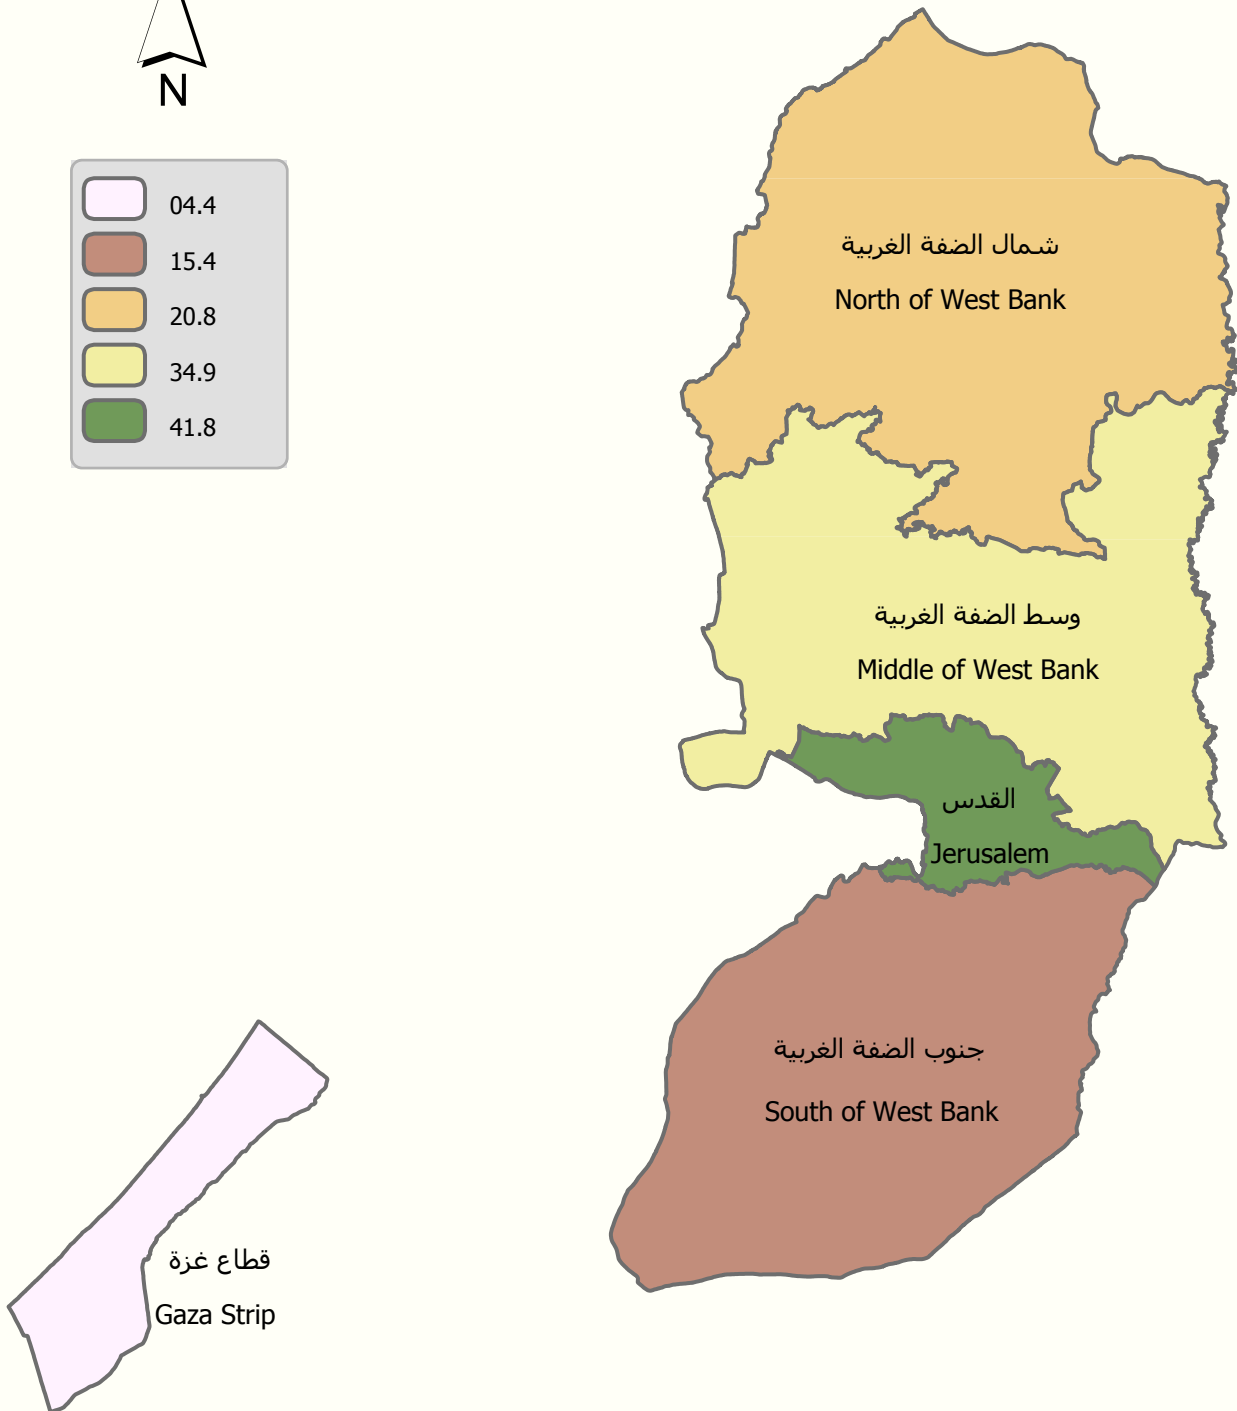 N
04.4
15.4
20.8
34.9
41.8
شمال الضفة الغربية
North of West Bank
وسط الضفة الغربية
Middle of West Bank
القدس
Jerusalem
جنوب الضفة الغربية
South of West Bank
قطاع غزة
Gaza Strip